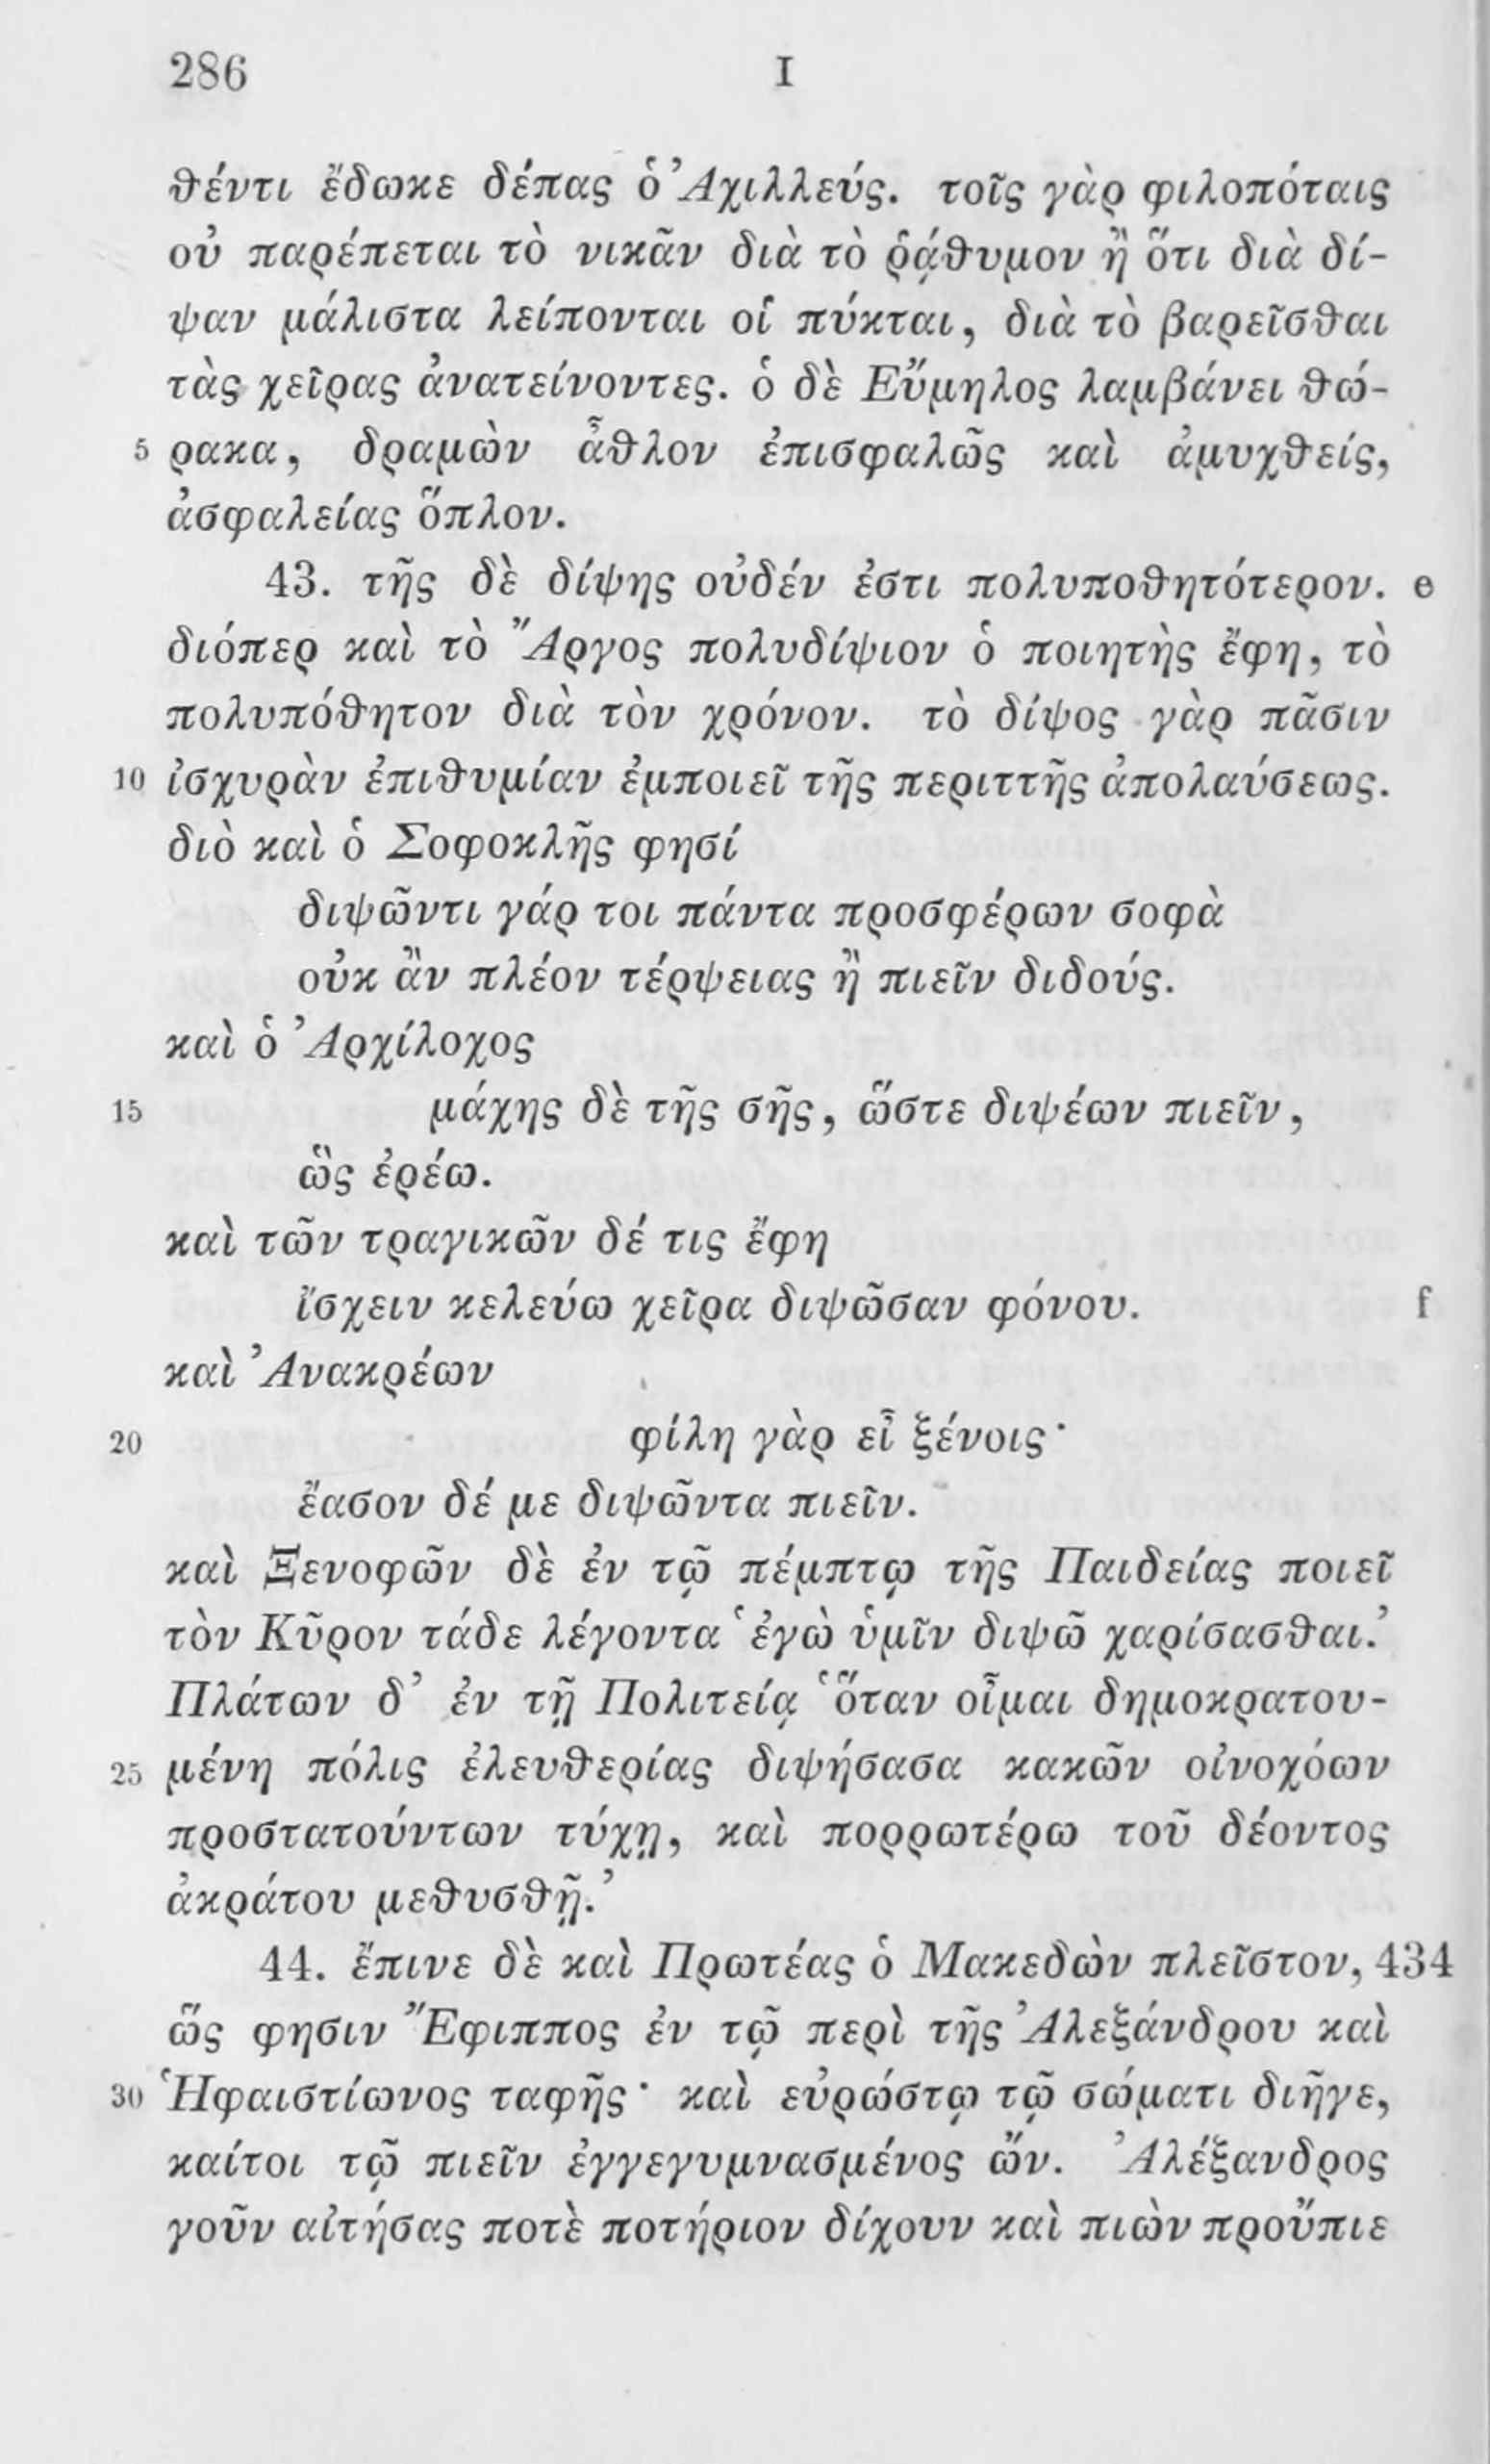 286 I
θέντι ἔδωκε δέπας ὁ Ἀχιλλεύς. τοῖς γὰρ φιλοπόταις
οὐ παρέπεται τὸ νικᾶν διὰ τὸ ῥᾴθυμον ἢ ὅτι διὰ δί-
ψαν μάλιστα λείπονται οἱ πύκται, διὰ τὸ βαρεῖσθαι
τὰς χεῖρας ἀνατείνοντες. ὁ δὲ Εὔμηλος λαμβάνει θώ-
5 ρακα, δραμὼν ἆθλον ἐπισφαλῶς καὶ ἀμυχθείς,
ἀσφαλείας ὅπλον.
43. τῆς δὲ δίψης οὐδέν ἐστι πολυποθητότερον. e
διόπερ καὶ τὸ Ἄργος πολυδίψιον ὁ ποιητὴς ἔφη, τὸ
πολυπόθητον διὰ τὸν χρόνον. τὸ δίψος γὰρ πᾶσιν
10 ἰσχυρὰν ἐπιθυμίαν ἐμποιεῖ τῆς περιττῆς ἀπολαύσεως.
διὸ καὶ ὁ Σοφοκλῆς φησί
διψῶντι γάρ τοι πάντα προσφέρων σοφὰ
οὐκ ἂν πλέον τέρψειας ἢ πιεῖν διδούς.
καὶ ὁ Ἀρχίλοχος
15 μάχης δὲ τῆς σῆς, ὥστε διψέων πιεῖν,
ὣς ἐρέω.
καὶ τῶν τραγικῶν δέ τις ἔφη
ἴσχειν κελεύω χεῖρα διψῶσαν φόνου. f
καὶ Ἀνακρέων
20 φίλη γὰρ εἶ ξένοις·
ἔασον δέ με διψῶντα πιεῖν.
καὶ Ξενοφῶν δὲ ἐν τῷ πέμπτῳ τῆς Παιδείας ποιεῖ
τὸν Κῦρον τάδε λέγοντα ‘ἐγὼ ὑμῖν διψῶ χαρίσασθαι.’
Πλάτων δ’ ἐν τῇ Πολιτείᾳ ‘ὅταν οἶμαι δημοκρατου-
25 μένη πόλις ἐλευθερίας διψήσασα κακῶν οἰνοχόων
προστατούντων τύχῃ, καὶ πορρωτέρω τοῦ δέοντος
ἀκράτου μεθυσθῇ.’
44. ἔπινε δὲ καὶ Πρωτέας ὁ Μακεδὼν πλεῖστον, 434
ὥς φησιν Ἔφιππος ἐν τῷ περὶ τῆς Ἀλεξάνδρου καὶ
30 Ἡφαιστίωνος ταφῆς· καὶ εὐρώστῳ τῷ σώματι διῆγε,
καίτοι τῷ πιεῖν ἐγγεγυμνασμένος ὤν. Ἀλέξανδρος
γοῦν αἰτήσας ποτὲ ποτήριον δίχουν καὶ πιὼν προὔπιε